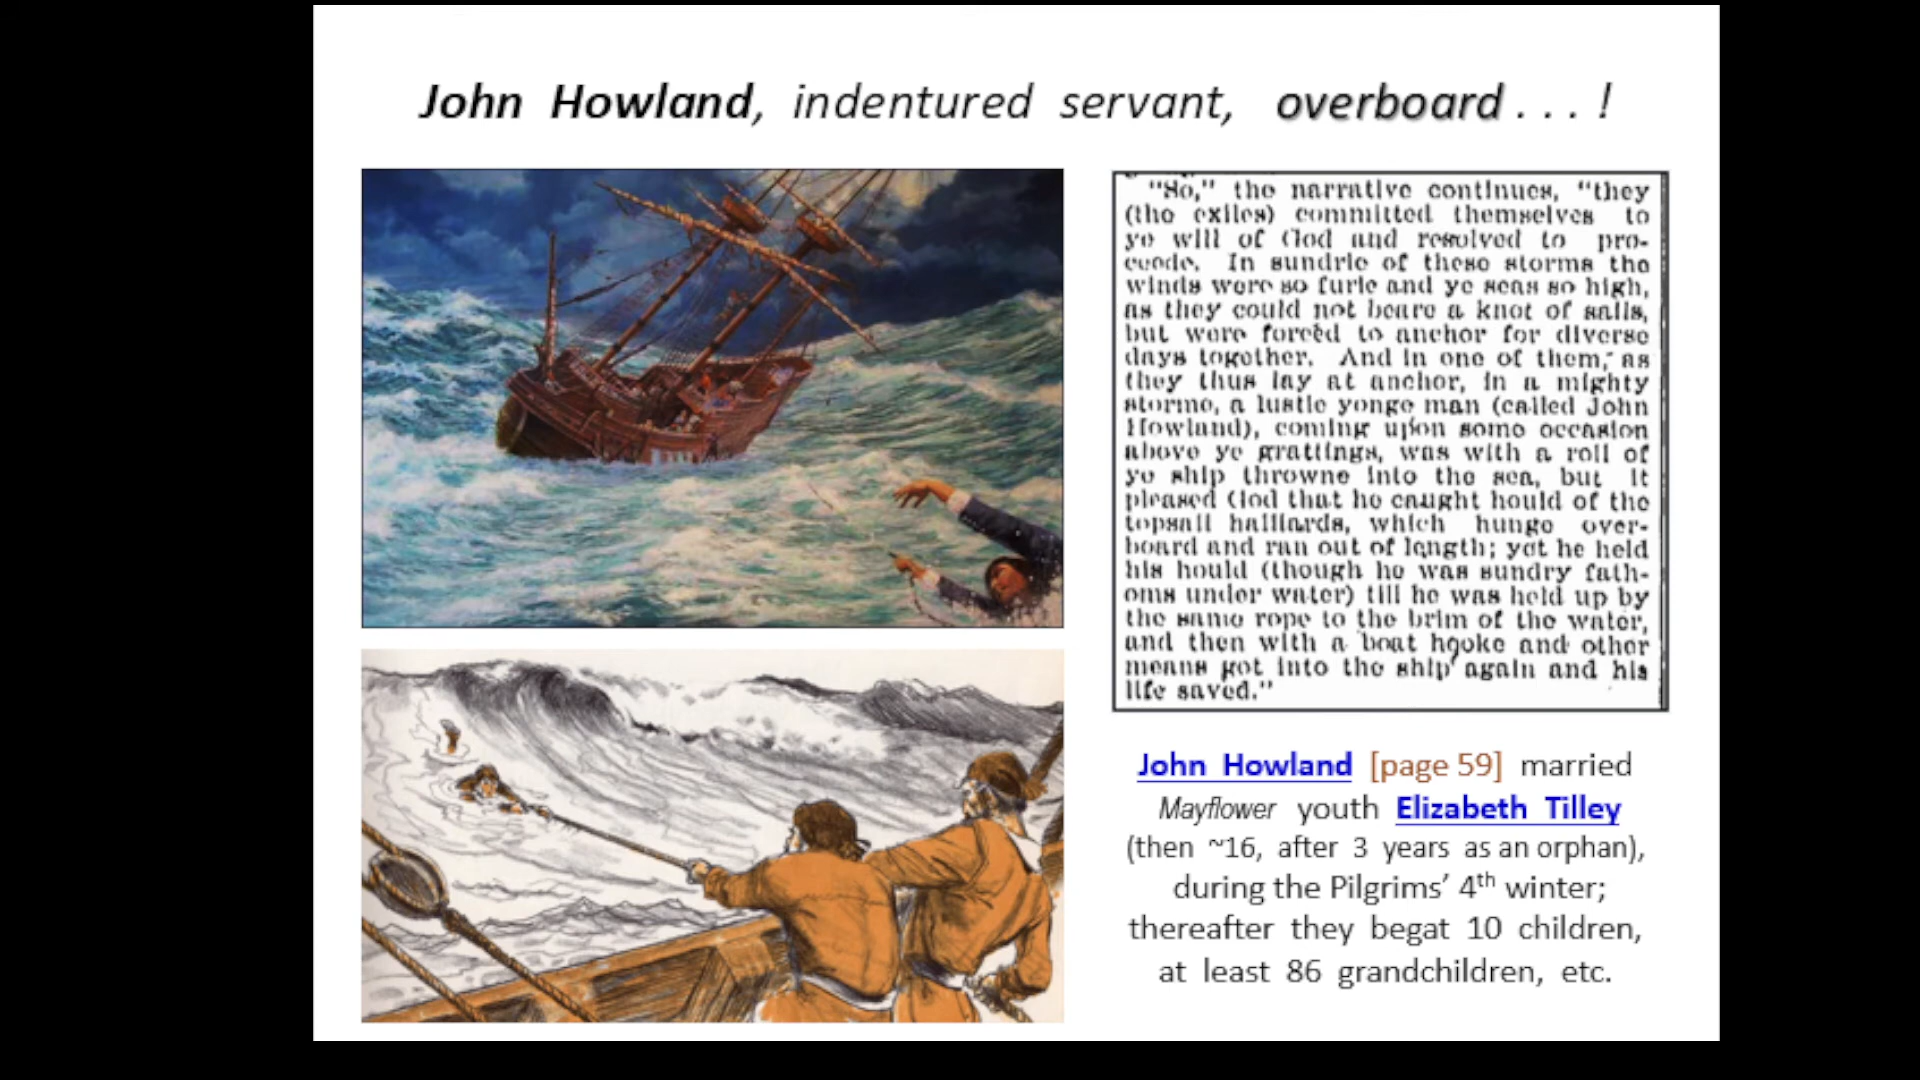 John Howland, indentured servant, overboard . . . !
"So," the narrative continues, "they
(the exiles) committed themselves to
ye will of God and resolved to pro-
ceede. In sundrie of these storms the
winds were so furie and ye seas so high,
as they could not beare a knot of sails,
but were forced to anchor for diverse
days together. And in one of them, as
they thus lay at anchor, in a mighty
storme, a lustie yonge man (called John
Howland), coming upon some occasion
above ye grattings, was with a roll of
ye ship throwne into the sea, but it
pleased God that he caught hould of the
topsail halliards, which hunge over-
board and ran out of length; yet he held
his hould (though he was sundry fath-
oms under water) till he was held up by
the same rope to the brim of the water,
and then with a boat hooke and other
means got into the ship again and his
life saved."
John Howland [page 59] married
Mayflower youth Elizabeth Tilley
(then ~16, after 3 years as an orphan),
during the Pilgrims' 4th winter;
thereafter they begat 10 children,
at least 86 grandchildren, etc.